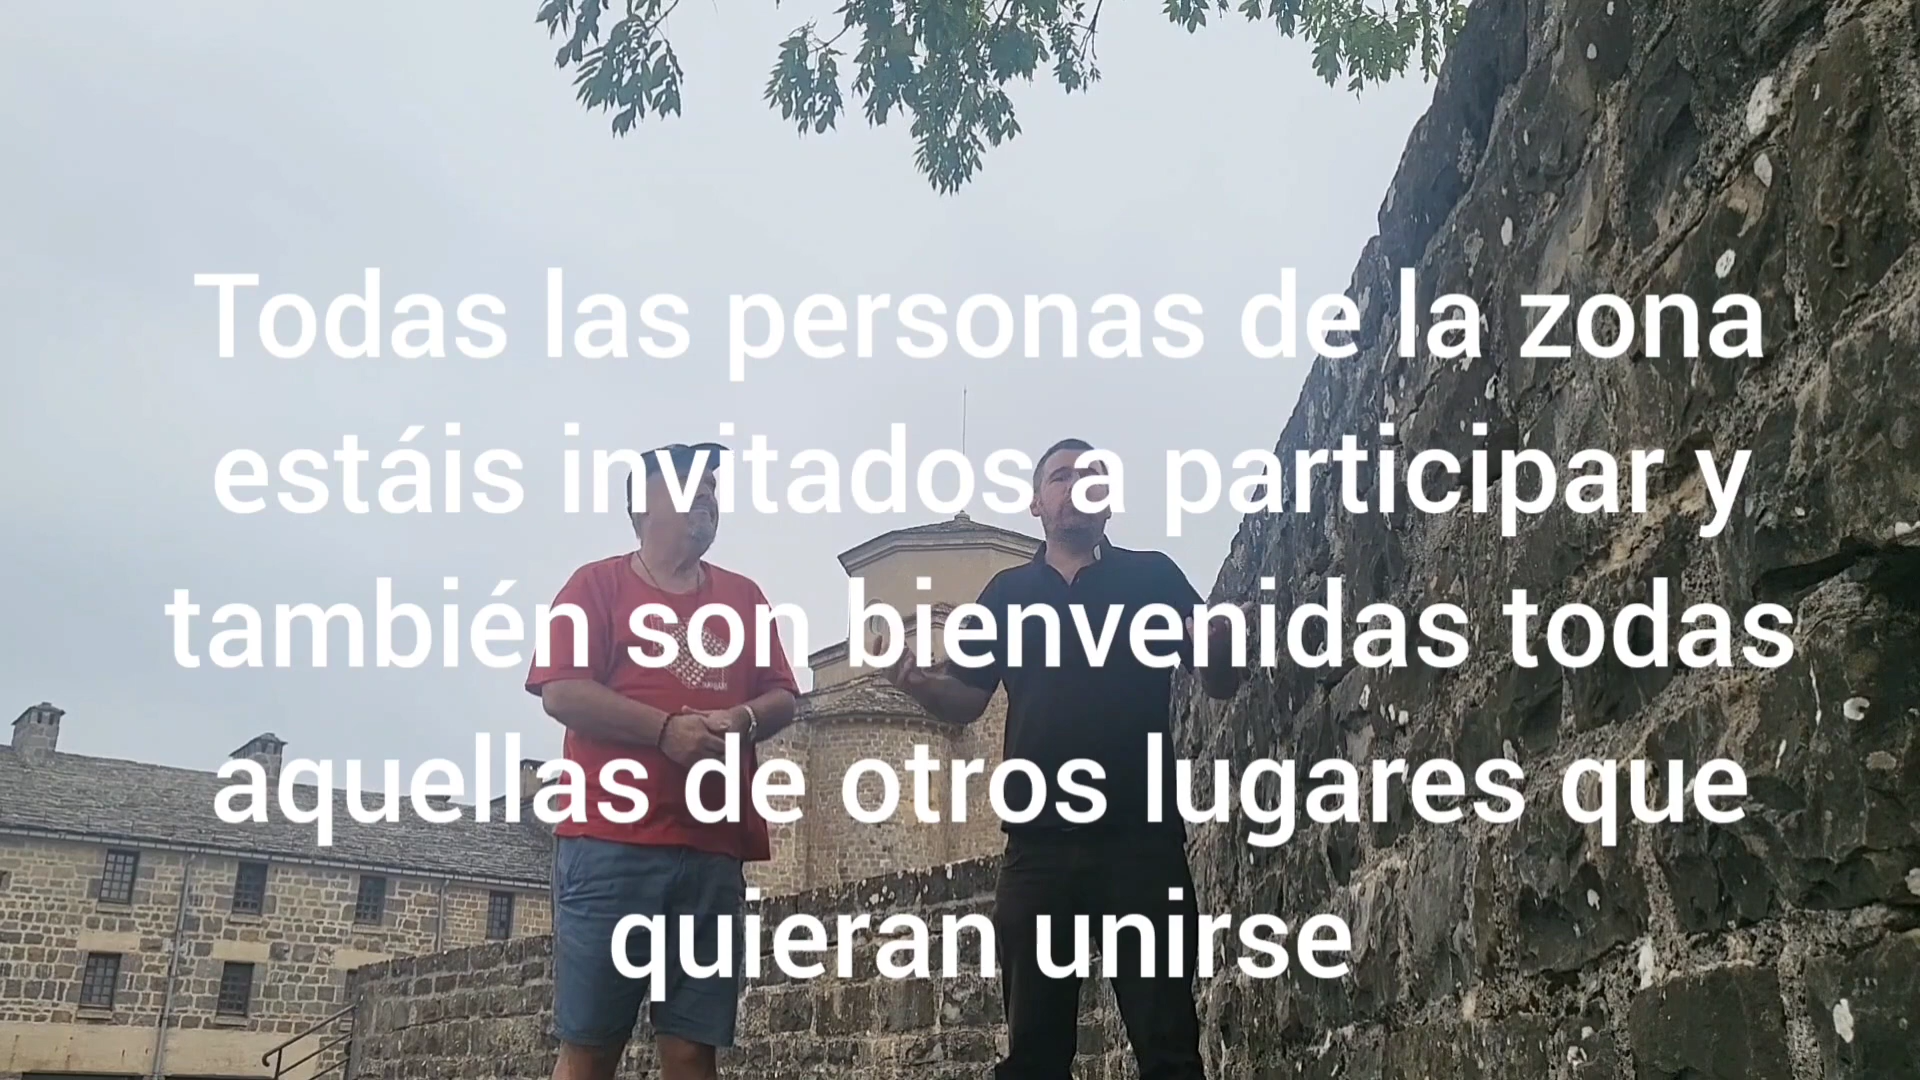 Todas las personas de la zona
estáis invitados a participar y
también son bienvenidas todas
aquellas de otros lugares que
quieran unirse